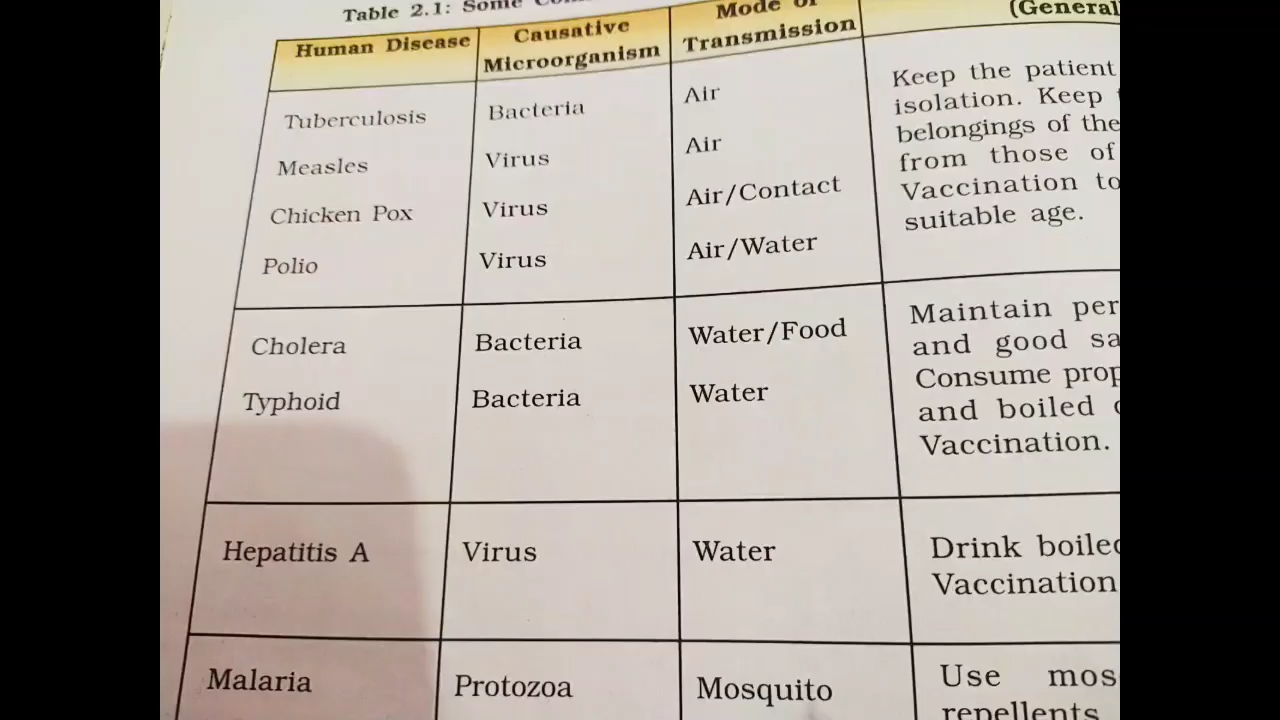 Table 2.1: Some
Human Disease
Causative
Microorganism
Mode of
Transmission
(General
Tuberculosis Bacteria Air
Measles Virus Air
Chicken Pox Virus Air/Contact
Polio Virus Air/Water
Keep the patient
isolation. Keep
belongings of the
from those of
Vaccination to
suitable age.
Cholera Bacteria Water/Food
Typhoid Bacteria Water
Maintain per
and good sa
Consume prop
and boiled
Vaccination.
Hepatitis A Virus Water
Drink boiled
Vaccination
Malaria Protozoa Mosquito
Use mos
repellents